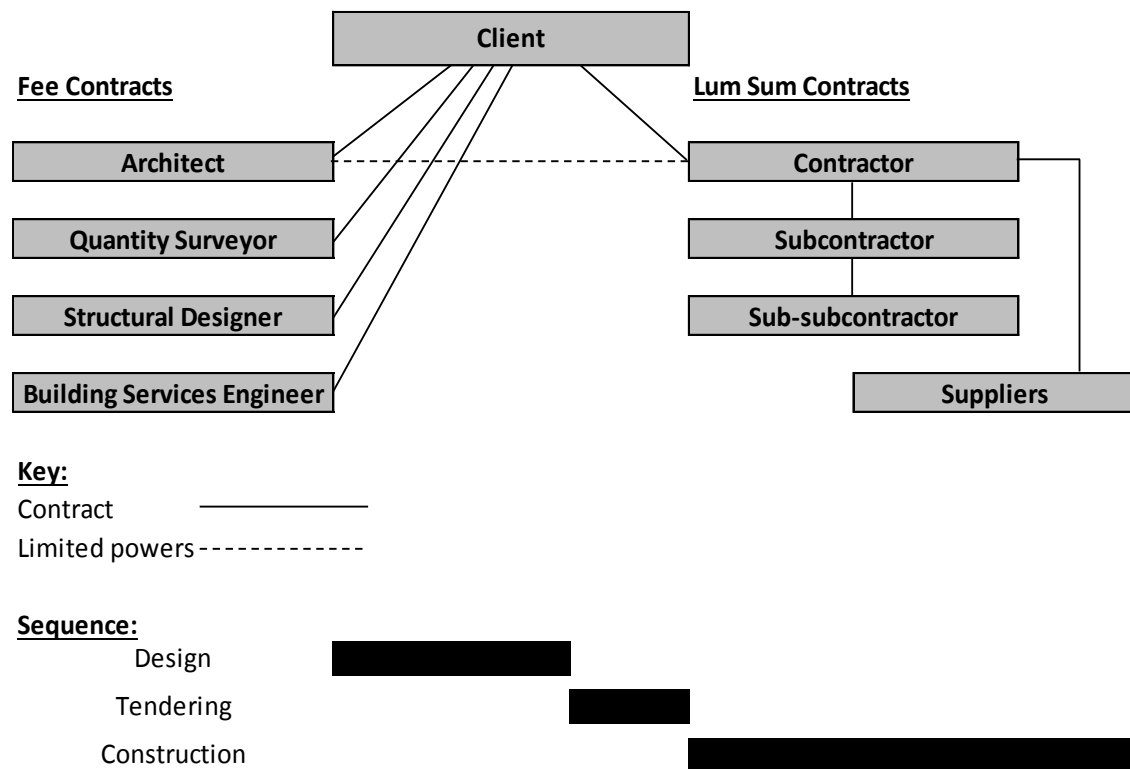 Client
Fee Contracts
Lum Sum Contracts
Architect
Contractor
Quantity Surveyor
Subcontractor
Structural Designer
Sub-subcontractor
Building Services Engineer
Suppliers
Key:
Contract
Limited powers
Sequence:
Design
Tendering
Construction